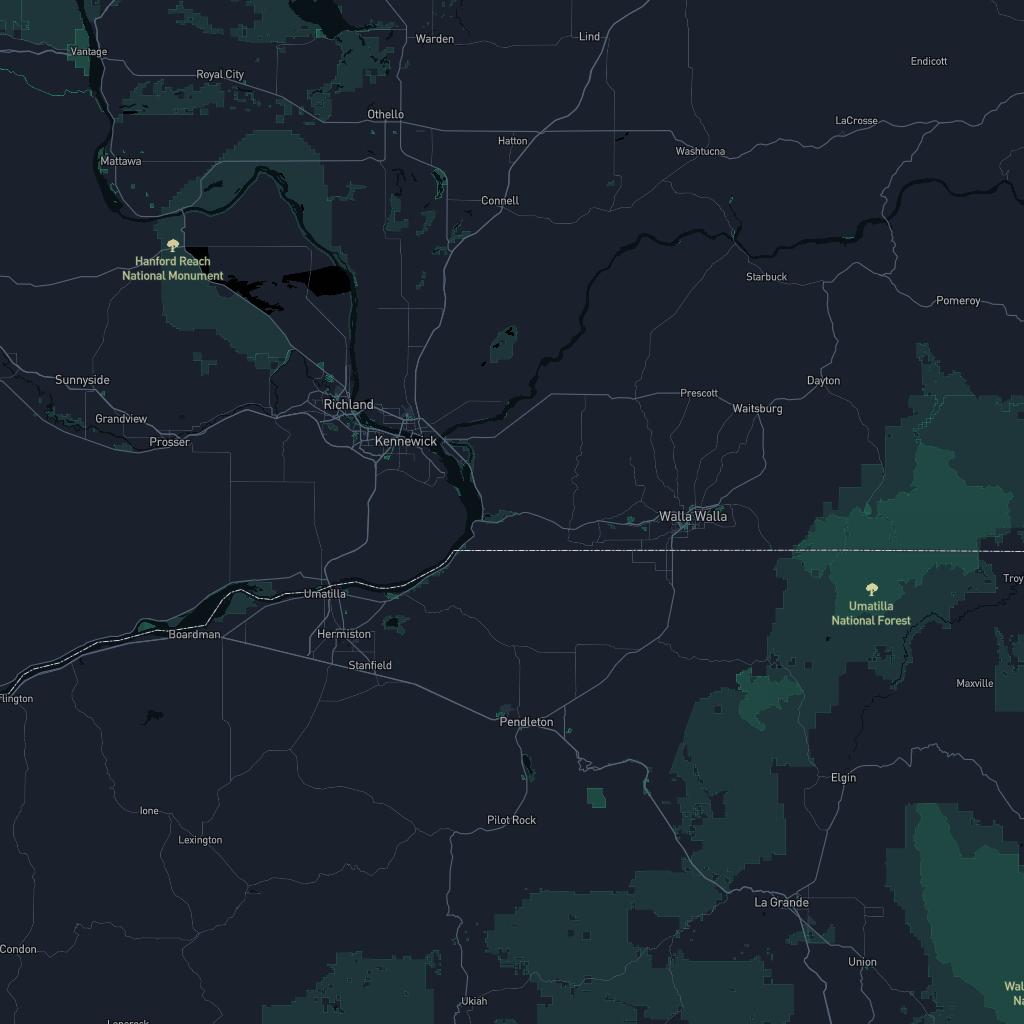 Warden
Lind
Vantage
Endicott
Royal City
Othello
LaCrosse
Hatton
Washtucna
Mattawa
Connell
Hanford Reach
National Monument
Starbuck
Pomeroy
Sunnyside
Dayton
Prescott
Richland
Waitsburg
Grandview
Prosser
Kennewick
Walla Walla
Troy
Umatilla
Umatilla
National Forest
Boardman
Hermiston
Stanfield
Maxville
rlington
Pendleton
Elgin
Ione
Pilot Rock
Lexington
La Grande
Condon
Union
Wal
Na
Ukiah